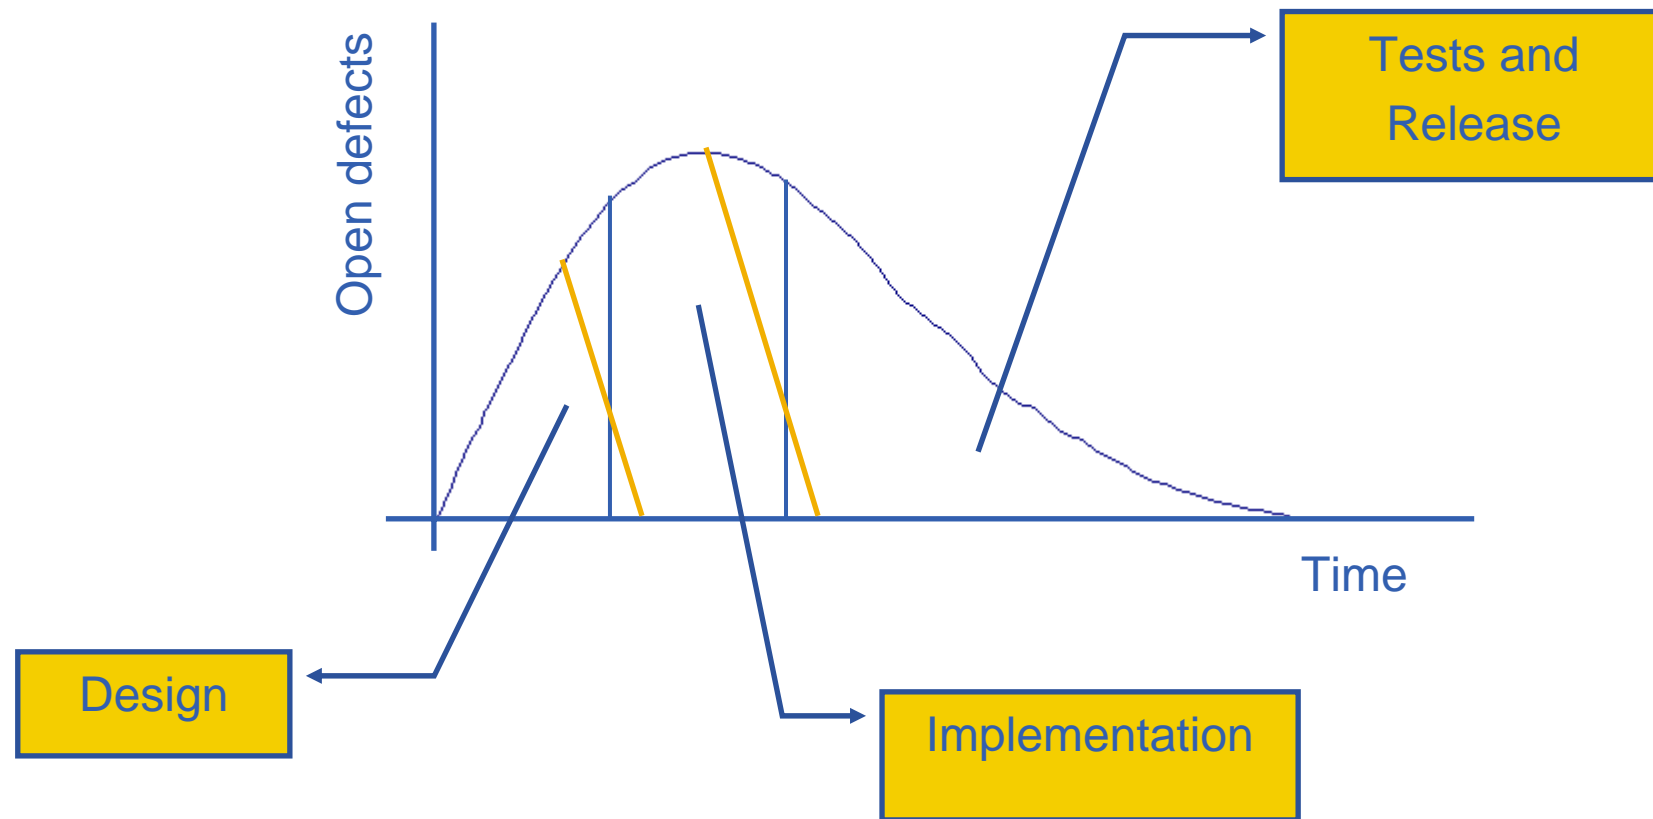 Tests and
Release
Open defects
Time
Design
Implementation